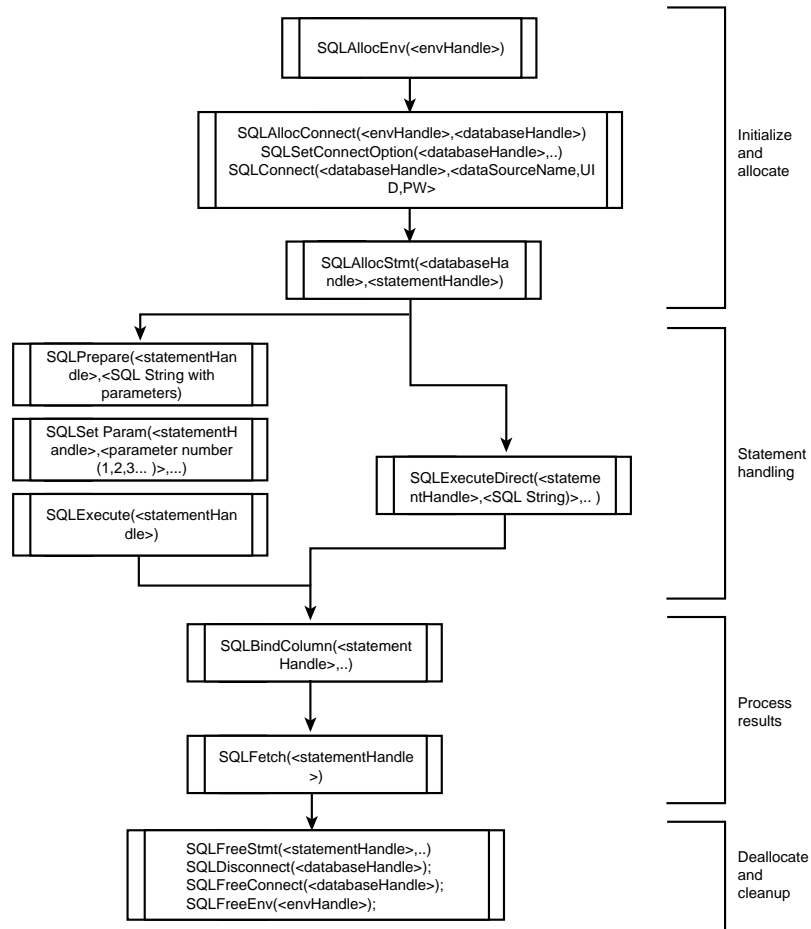 SQLAllocEnv(<envHandle>)
SQLAllocConnect(<envHandle>,<databaseHandle>)
SQLSetConnectOption(<databaseHandle>,..)
SQLConnect(<databaseHandle>,<dataSourceName,UI
D,PW>
Initialize
and
allocate
SQLAllocStmt(<databaseHa
ndle>,<statementHandle>)
SQLPrepare(<statementHan
dle>,<SQL String with
parameters)
SQLSet Param(<statementH
andle>,<parameter number
(1,2,3... )>,...)
SQLExecute(<statementHan
dle>)
SQLExecuteDirect(<stateme
ntHandle>,<SQL String)>,.. )
Statement
handling
SQLBindColumn(<statement
Handle>,..)
SQLFetch(<statementHandle
>)
Process
results
SQLFreeStmt(<statementHandle>,..)
SQLDisconnect(<databaseHandle>);
SQLFreeConnect(<databaseHandle>);
SQLFreeEnv(<envHandle>);
Deallocate
and
cleanup